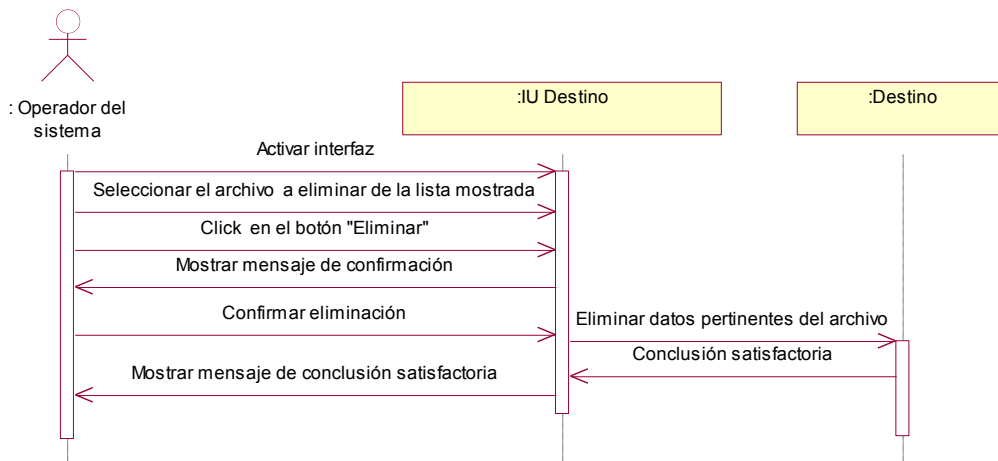 : Operador del
sistema
:IU Destino
:Destino
Activar interfaz
Seleccionar el archivo a eliminar de la lista mostrada
Click en el botón "Eliminar"
Mostrar mensaje de confirmación
Confirmar eliminación
Eliminar datos pertinentes del archivo
Conclusión satisfactoria
Mostrar mensaje de conclusión satisfactoria